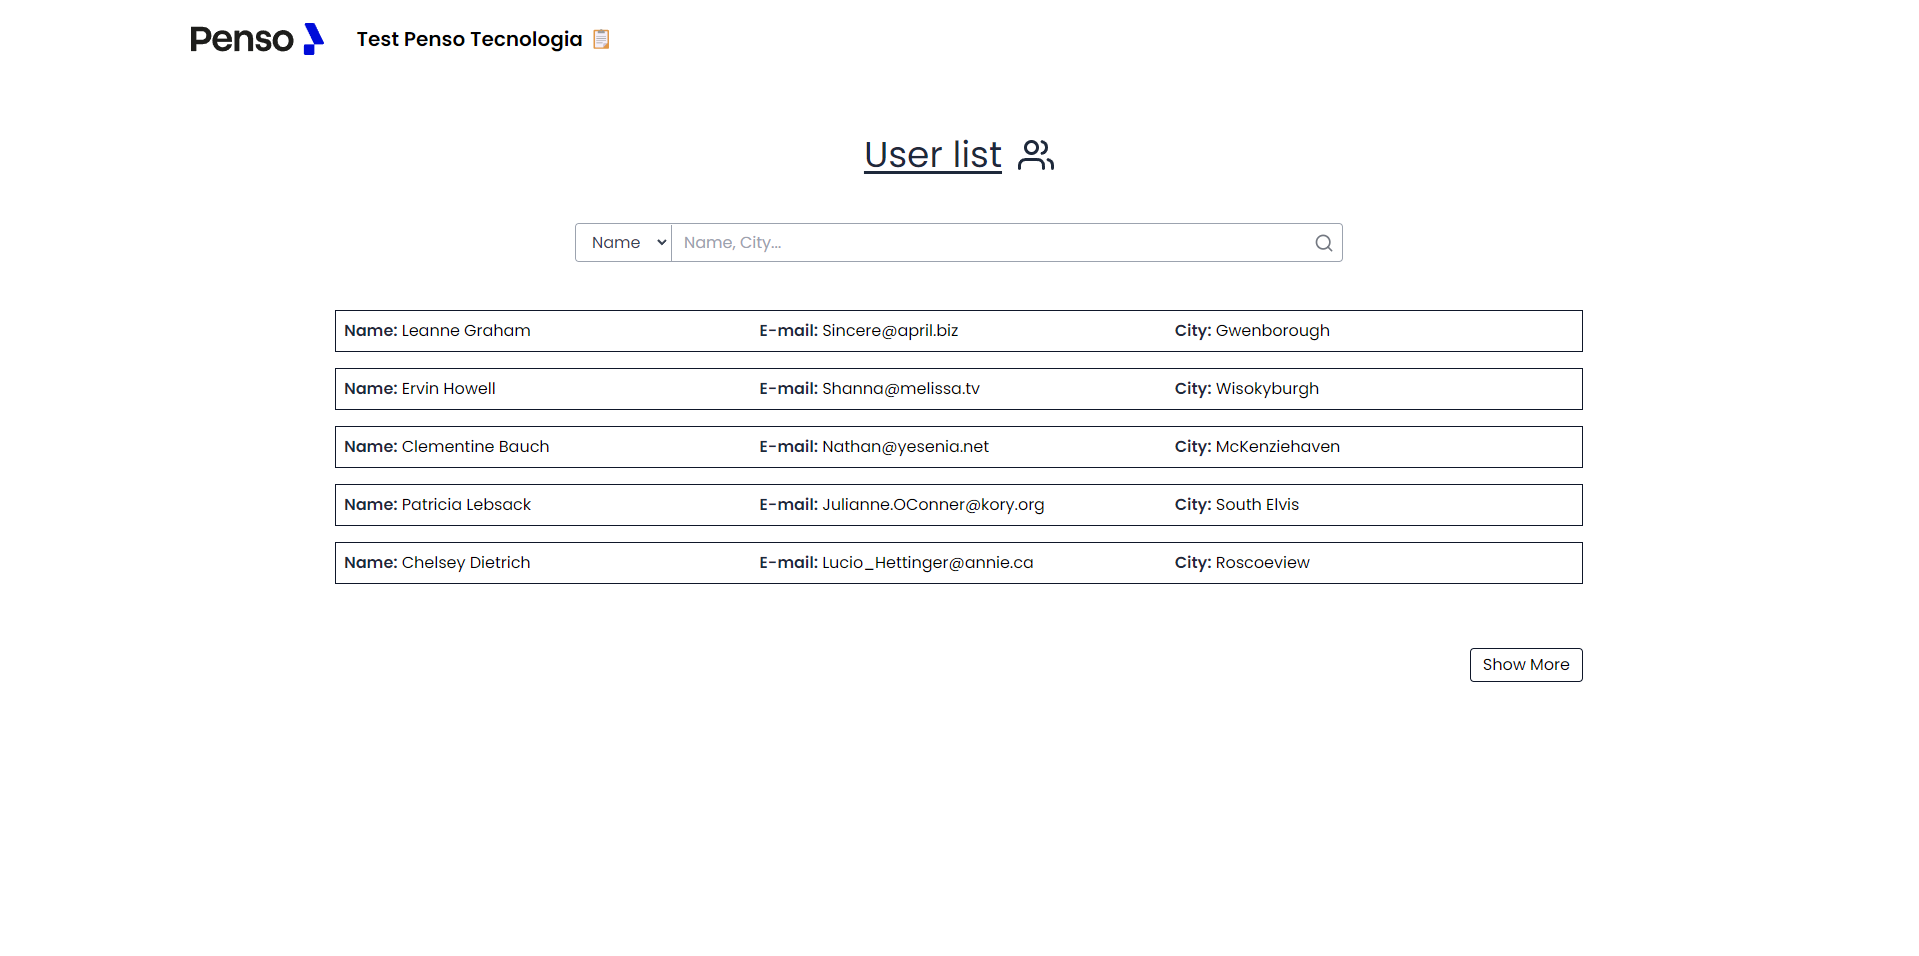 Penso Test Penso Tecnologia 📋
User list
Name Name, City...
Name: Leanne Graham E-mail: Sincere@april.biz City: Gwenborough
Name: Ervin Howell E-mail: Shanna@melissa.tv City: Wisokyburgh
Name: Clementine Bauch E-mail: Nathan@yesenia.net City: McKenziehaven
Name: Patricia Lebsack E-mail: Julianne.OConner@kory.org City: South Elvis
Name: Chelsey Dietrich E-mail: Lucio_Hettinger@annie.ca City: Roscoeview
Show More